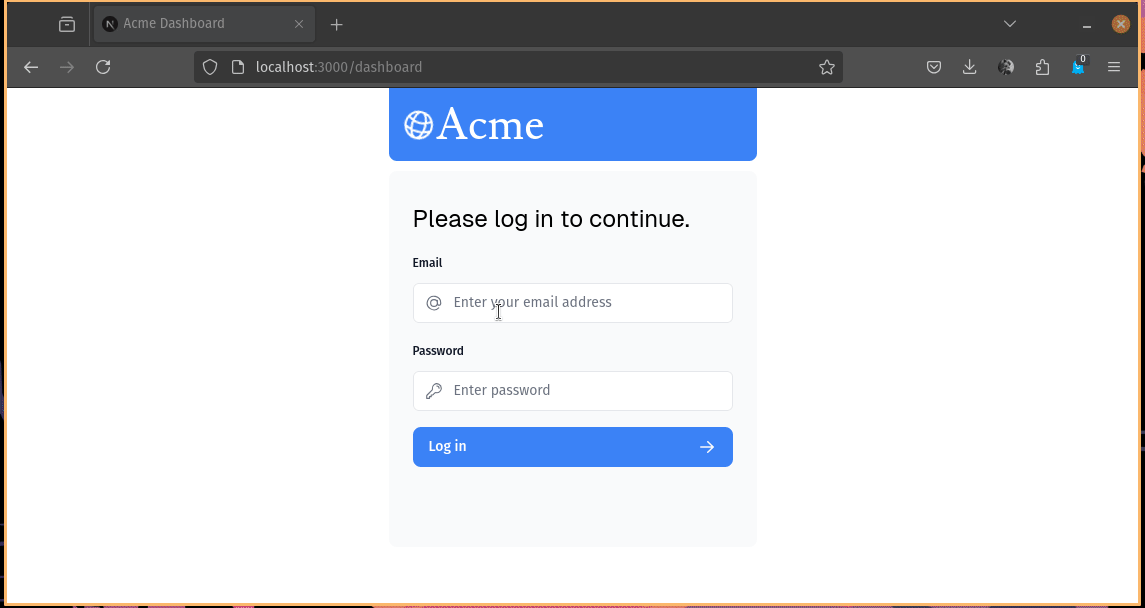 Acme Dashboard
localhost:3000/dashboard
0
Acme
Please log in to continue.
Email
Enter your email address
Password
Enter password
Log in